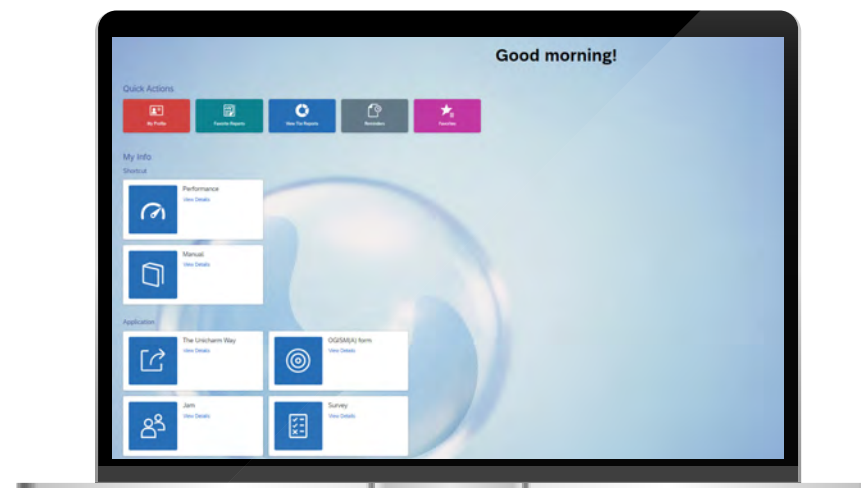 Good morning!
Quick Actions
My Profile
Favorite Reports
View Tile Reports
Reminders
Favorites
My Info
Shortcut
Performance
View Details
Manual
View Details
Application
The Unicharm Way
View Details
OGISM(A) form
View Details
Jam
View Details
Survey
View Details